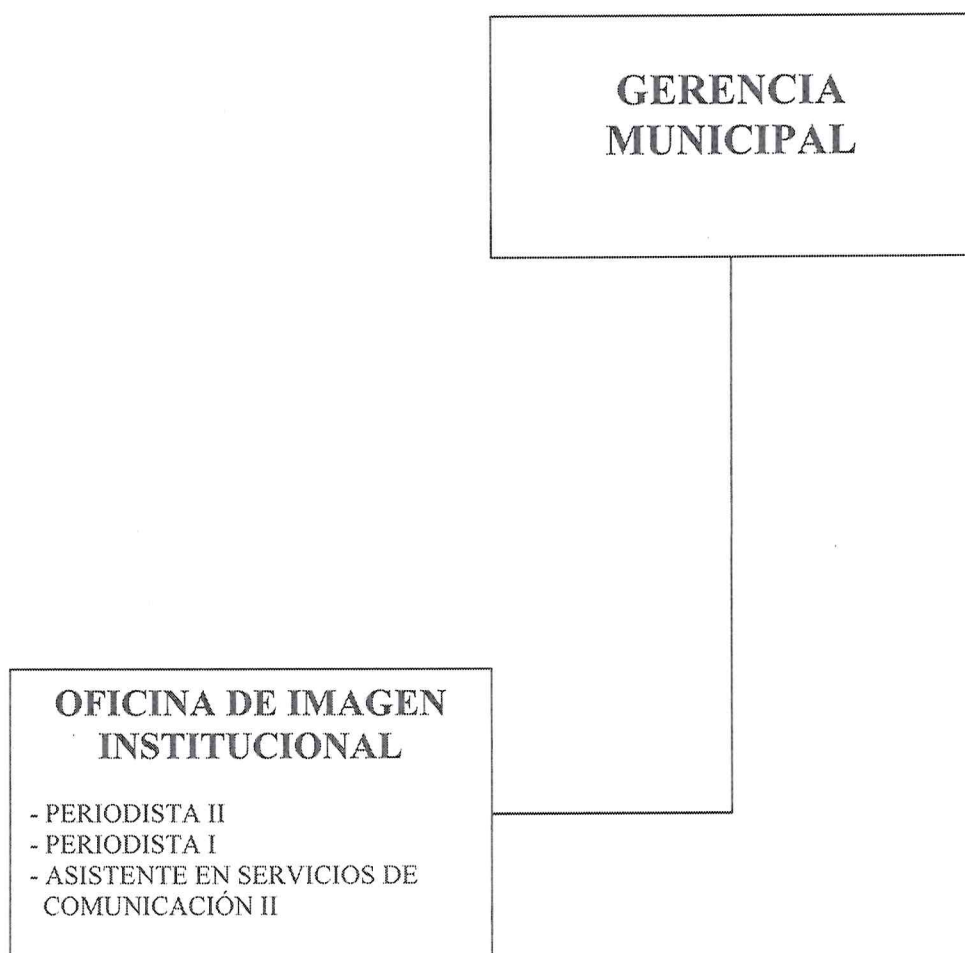 GERENCIA
MUNICIPAL
OFICINA DE IMAGEN
INSTITUCIONAL
- PERIODISTA II
- PERIODISTA I
- ASISTENTE EN SERVICIOS DE
COMUNICACIÓN II